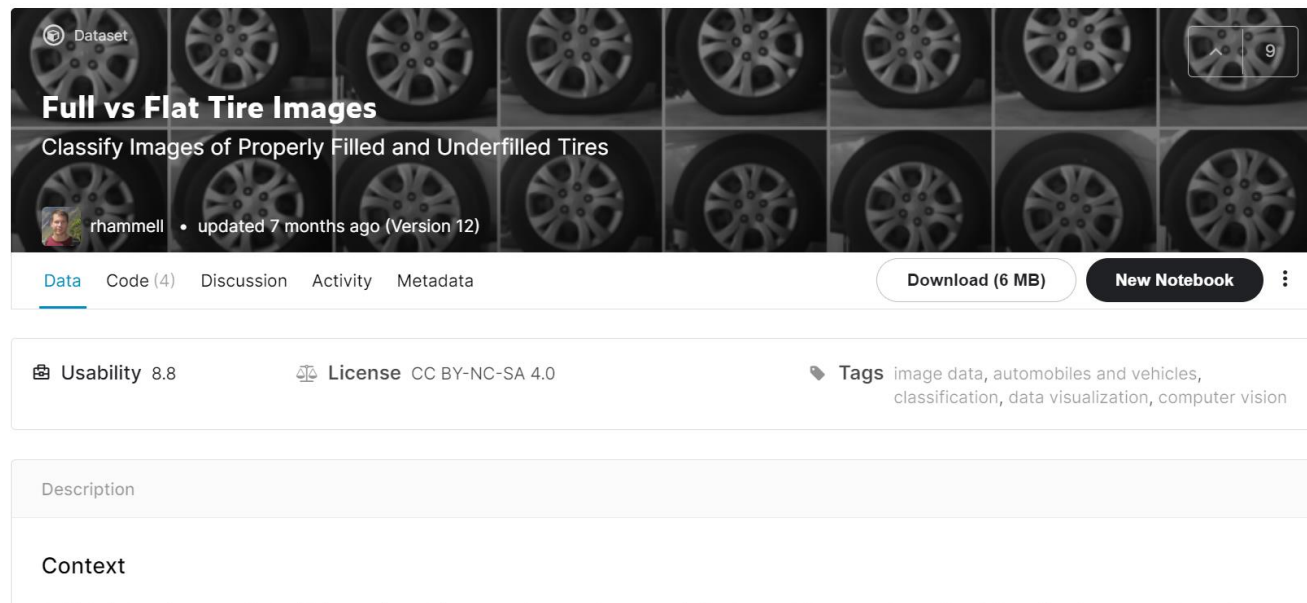 Dataset
9
Full vs Flat Tire Images
Classify Images of Properly Filled and Underfilled Tires
rhammell • updated 7 months ago (Version 12)
Data Code (4) Discussion Activity Metadata Download (6 MB) New Notebook
Usability 8.8 License CC BY-NC-SA 4.0 Tags image data, automobiles and vehicles,
classification, data visualization, computer vision
Description
Context